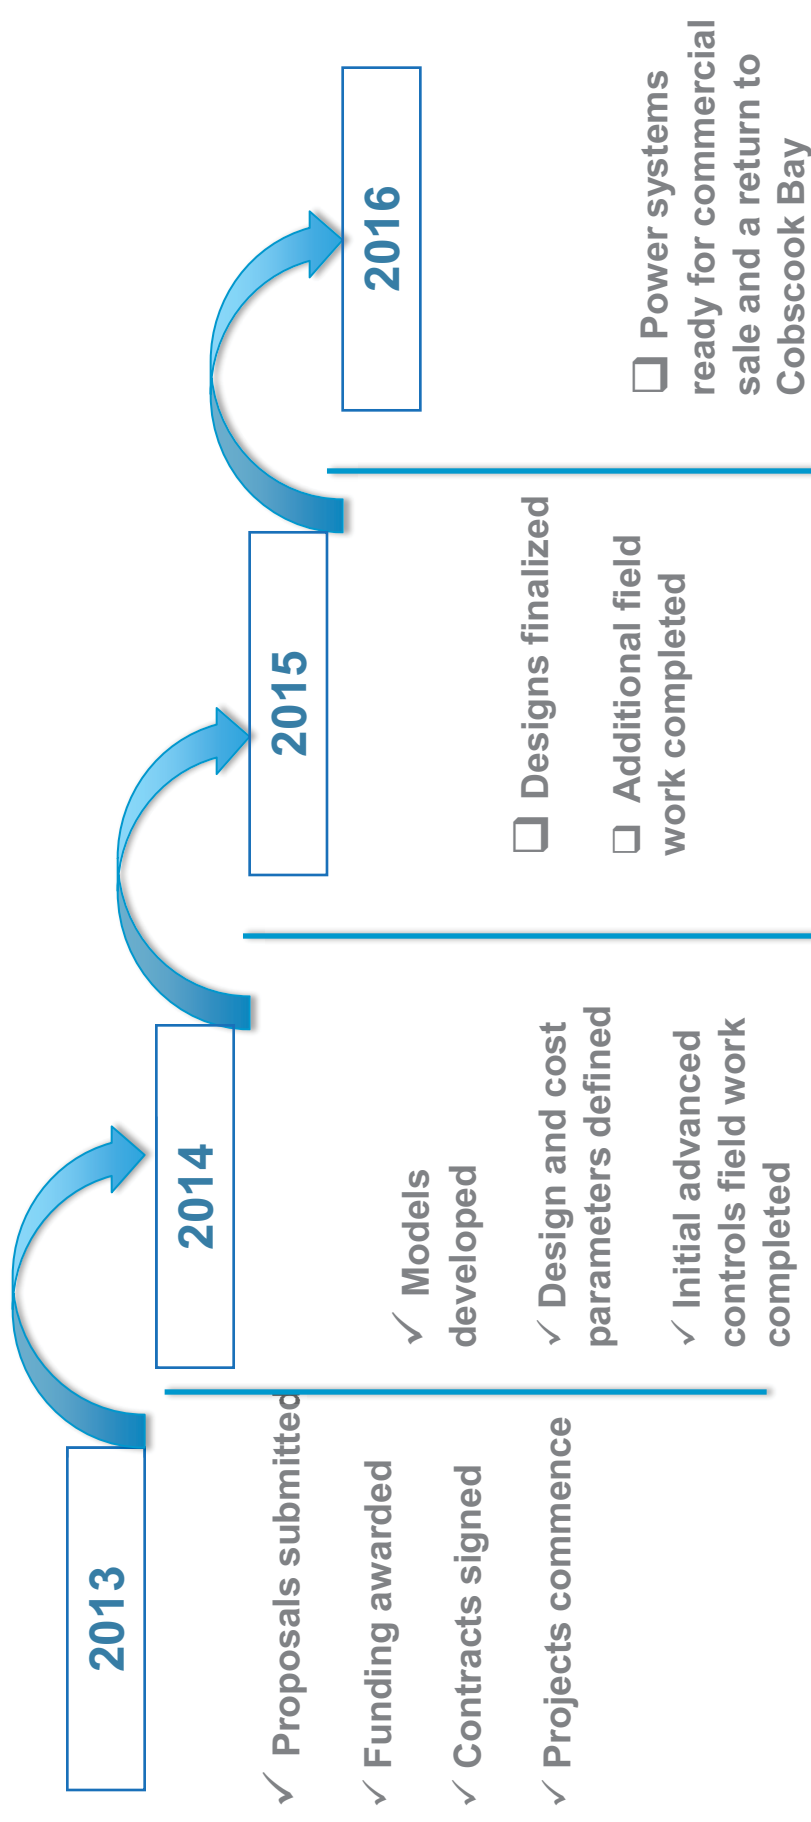 2013
✓ Proposals submitted
✓ Funding awarded
✓ Contracts signed
✓ Projects commence
2014
✓ Models
developed
✓ Design and cost
parameters defined
✓ Initial advanced
controls field work
completed
2015
❑ Designs finalized
❑ Additional field
work completed
2016
❑ Power systems
ready for commercial
sale and a return to
Cobscook Bay